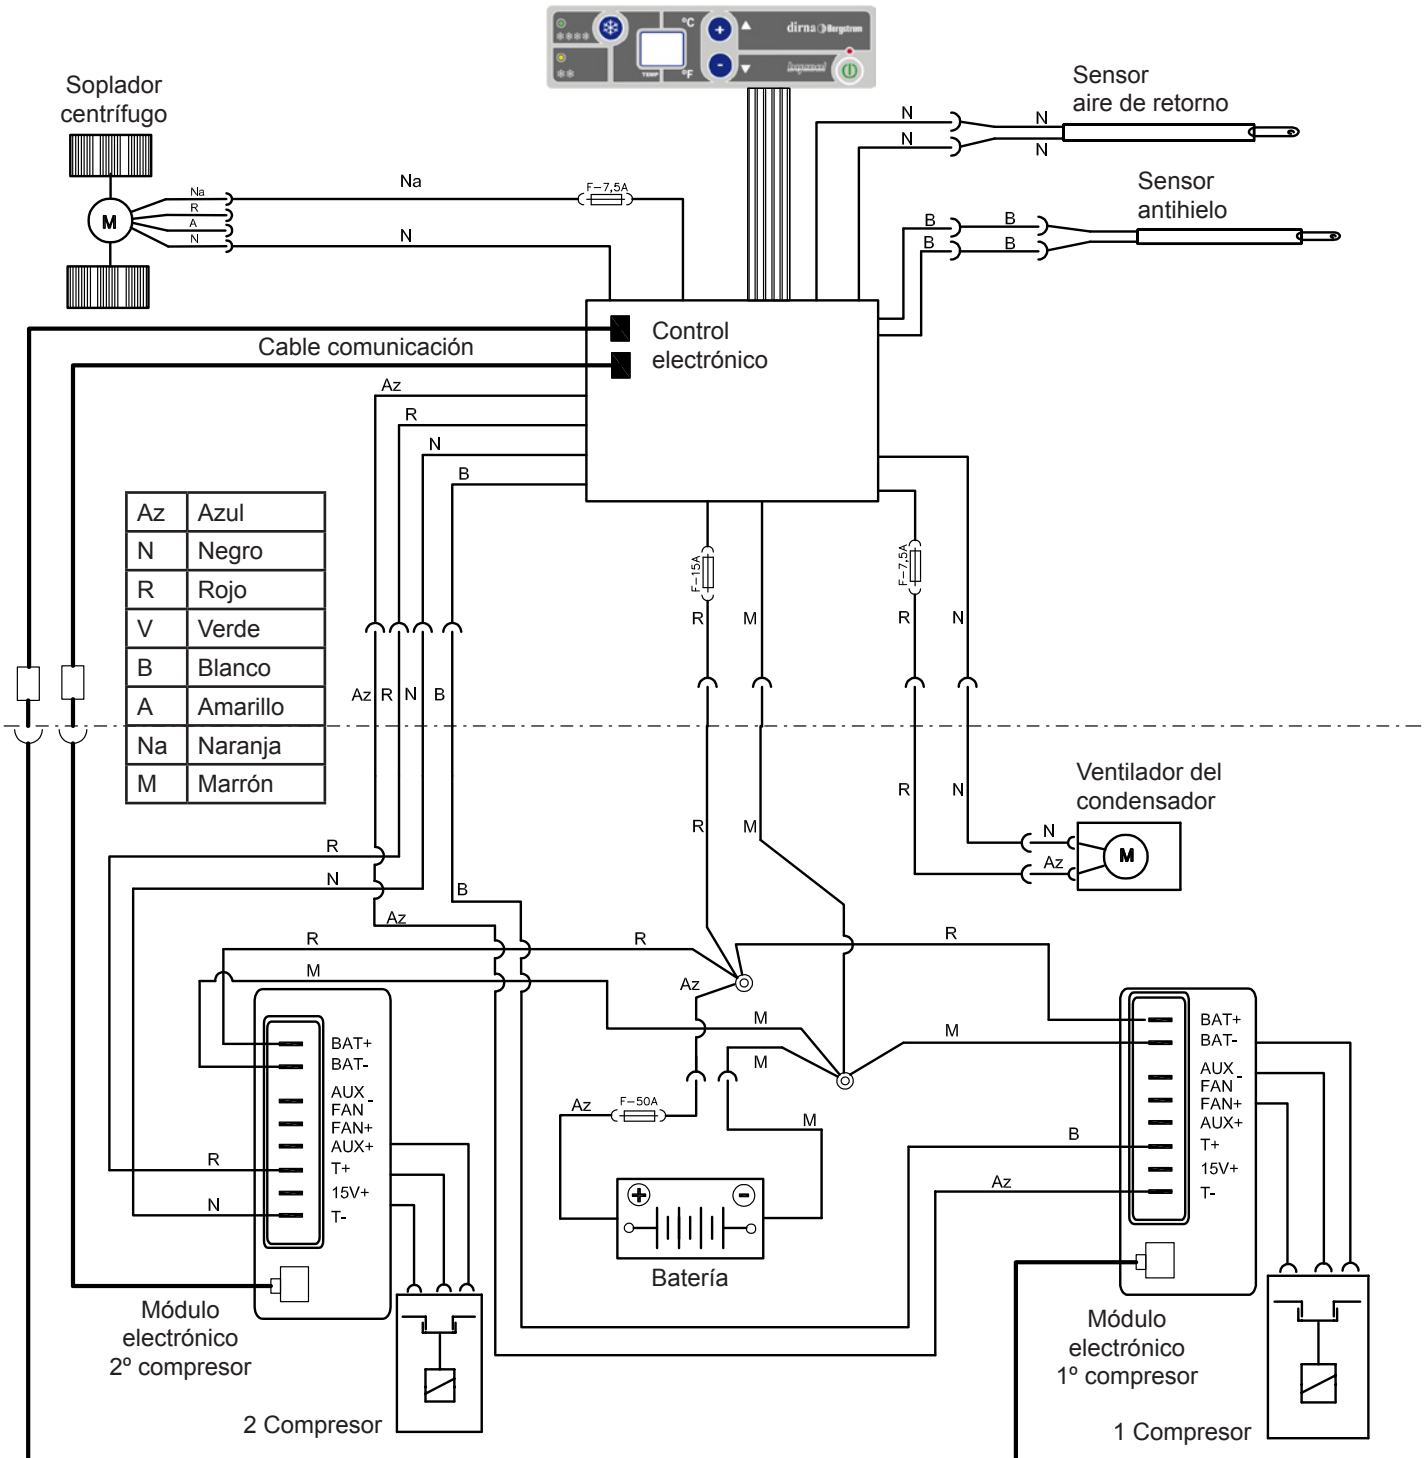 °C
dirna Bergstrom
TEMP
°F
Soplador
centrífugo
Sensor
aire de retorno
N
N
N
N
Sensor
antihielo
B
B
B
B
Na
R
A
N
M
Na
N
F-7,5A
Control
electrónico
Cable comunicación
Az
R
N
B
Az Azul
N Negro
R Rojo
V Verde
B Blanco
A Amarillo
Na Naranja
M Marrón
F-15A
F-7,5A
R
M
R
N
Az
R
N
B
Ventilador del
condensador
R
N
R
M
N
Az
M
R
N
B
Az
R
R
R
M
Az
M
M
M
BAT+
BAT-
AUX
FAN -
FAN+
AUX+
T+
15V+
T-
R
N
Az
F-50A
M
+
-
Batería
B
Az
BAT+
BAT-
AUX
FAN -
FAN+
AUX+
T+
15V+
T-
Módulo
electrónico
2º compresor
2 Compresor
Módulo
electrónico
1º compresor
1 Compresor